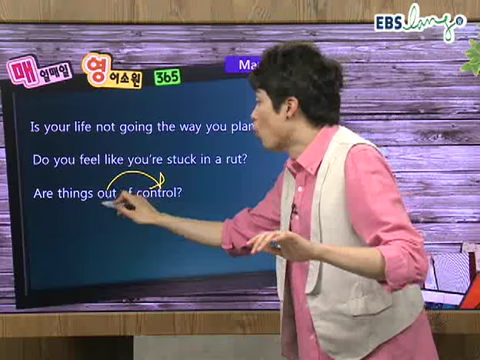 EBS lang
매일매일 영어소원 365
Is your life not going the way you plan
Do you feel like you're stuck in a rut?
Are things out of control?